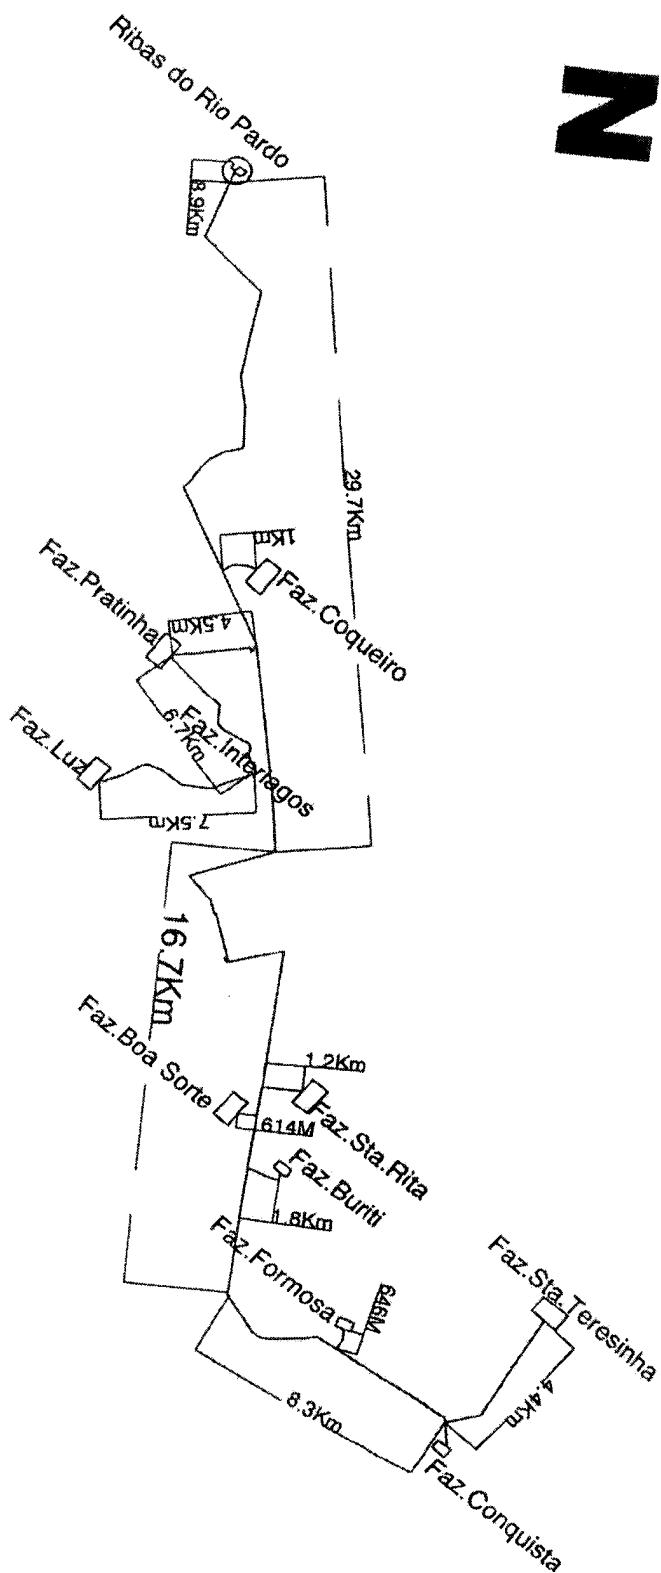 Ribas do Rio Pardo
N
8.9Km
29.7Km
1Km
Faz.Coqueiro
Faz.Pratinha
4.5Km
Faz.Interlagos
6.7Km
Faz.Luz
7.5Km
16.7Km
Faz.Boa Sorte
1.2Km
Faz.Sta.Rita
614M
Faz.Buriti
1.8Km
Faz.Formosa
646M
Faz.Sta.Teresinha
4.4Km
8.3Km
Faz.Conquista